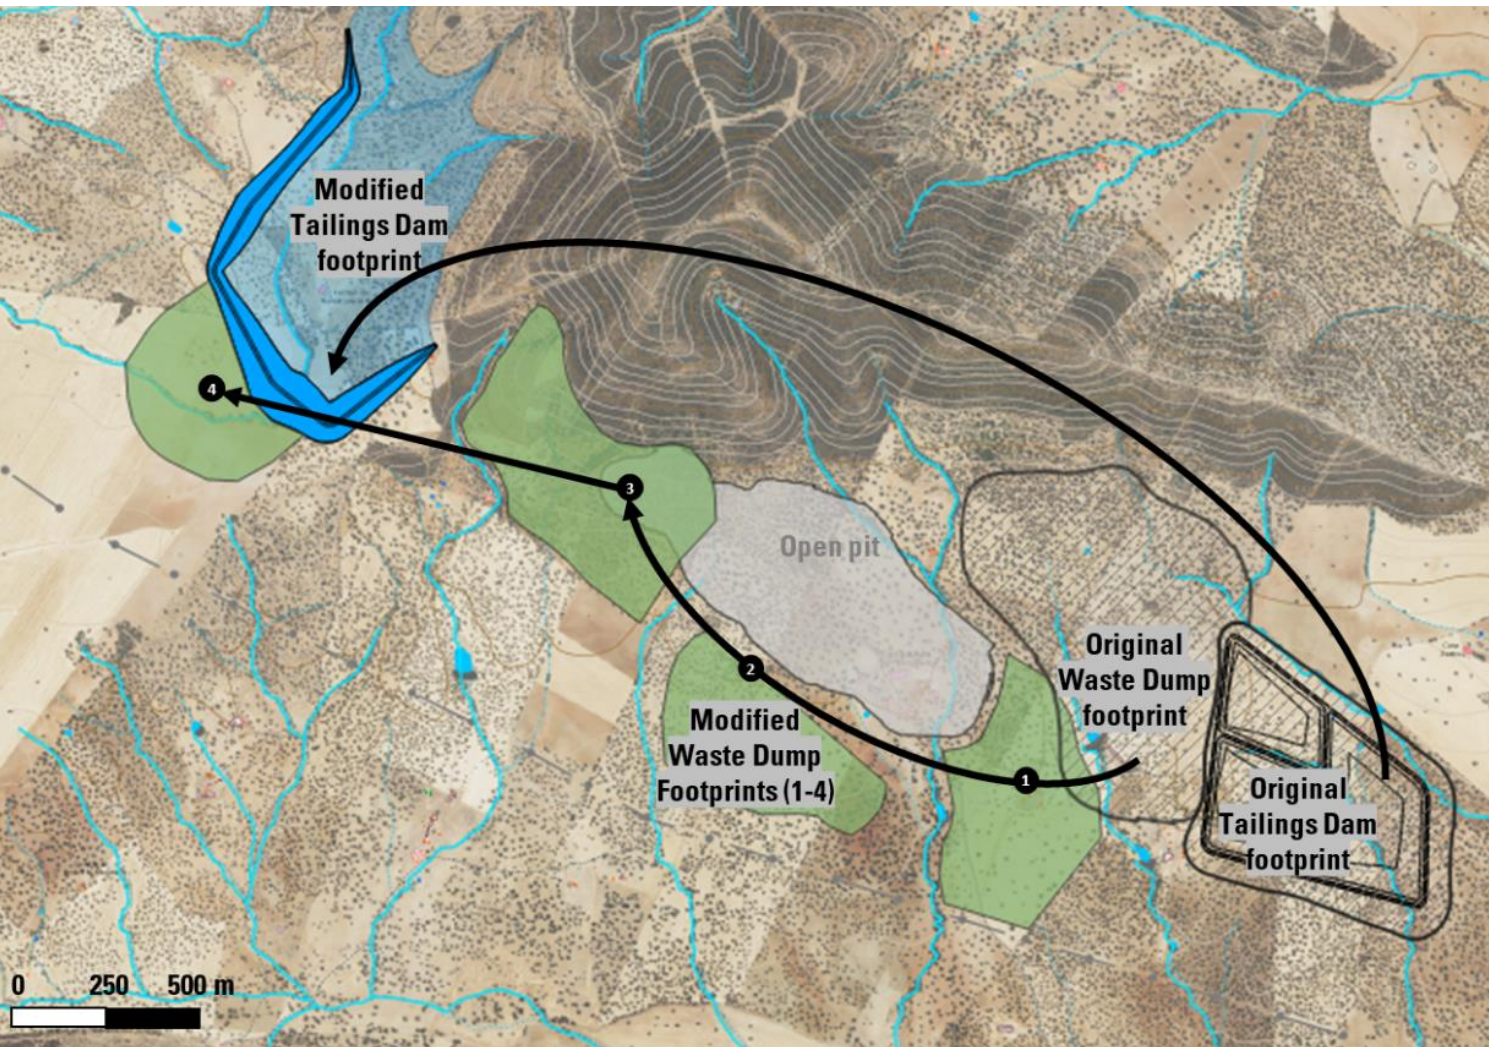 Modified
Tailings Dam
footprint
4
3
Open pit
2
Original
Waste Dump
footprint
Modified
Waste Dump
Footprints (1-4)
1
Original
Tailings Dam
footprint
0 250 500 m